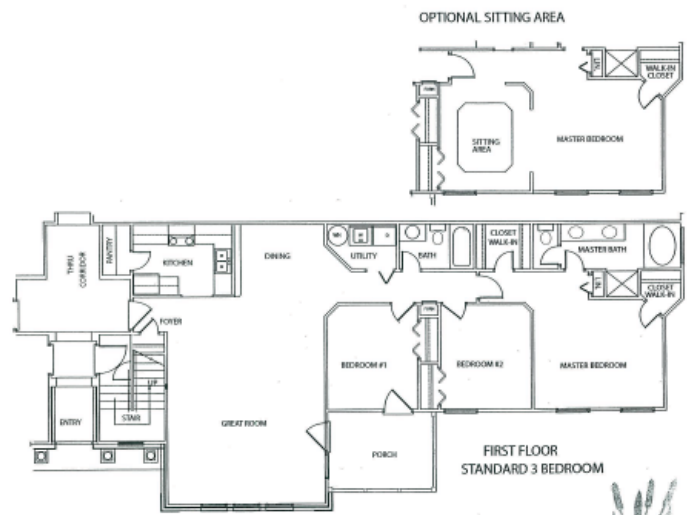 OPTIONAL SITTING AREA
LIN
WALK-IN
CLOSET
SITTING
AREA
MASTER BEDROOM
THRU
CORRIDOR
PANTRY
KITCHEN
DINING
UTILITY
BATH
CLOSET
WALK-IN
MASTER BATH
LIN
CLOSET
WALK-IN
FOYER
BEDROOM #1
BEDROOM #2
MASTER BEDROOM
UP
STAIR
ENTRY
GREAT ROOM
PORCH
FIRST FLOOR
STANDARD 3 BEDROOM